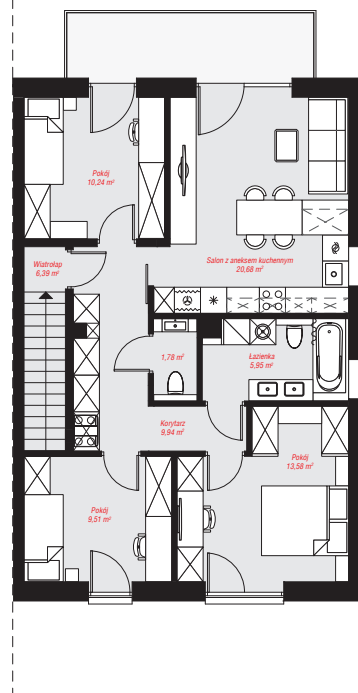 Pokój
10,24 m²
Wiatrołap
6,39 m²
Salon z aneksem kuchennym
20,68 m²
1,78 m²
Łazienka
5,95 m²
Korytarz
9,94 m²
Pokój
13,58 m²
Pokój
9,51 m²